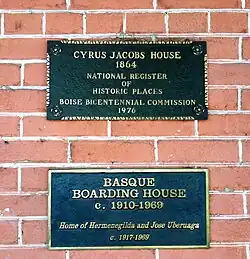 CYRUS JACOBS HOUSE
1864
NATIONAL REGISTER
OF
HISTORIC PLACES
BOISE BICENTENNIAL COMMISSION
1976
BASQUE
BOARDING HOUSE
c. 1910-1969
Home of Hermenegilda and Jose Uberuaga
c. 1917-1969